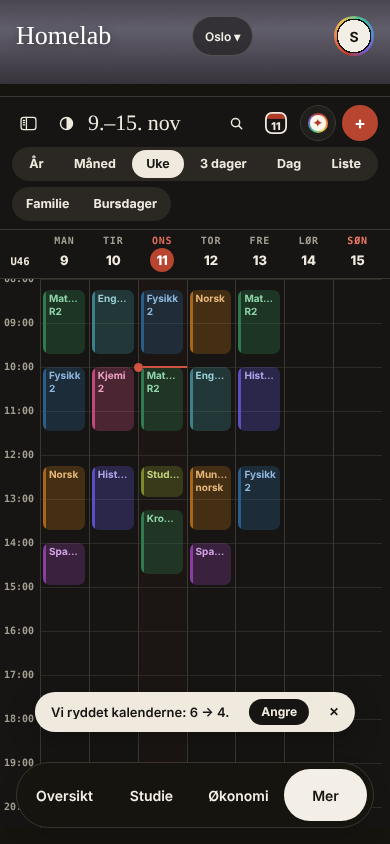 Homelab
Oslo ▾
S
9.–15. nov
11
+
År Måned Uke 3 dager Dag Liste
Familie Bursdager
MAN TIR ONS TOR FRE LØR SØN
U46 9 10 11 12 13 14 15
08:00
Mat… Eng… Fysikk Norsk Mat…
R2 2 R2
09:00
10:00
Fysikk Kjemi Mat… Eng… Hist…
2 2 R2
11:00
12:00
Norsk Hist… Stud… Mun… Fysikk
norsk 2
13:00
Kro…
14:00
Spa… Spa…
15:00
16:00
17:00
Vi ryddet kalenderne: 6 → 4. Angre ✕
18:00
19:00
Oversikt Studie Økonomi Mer
20: